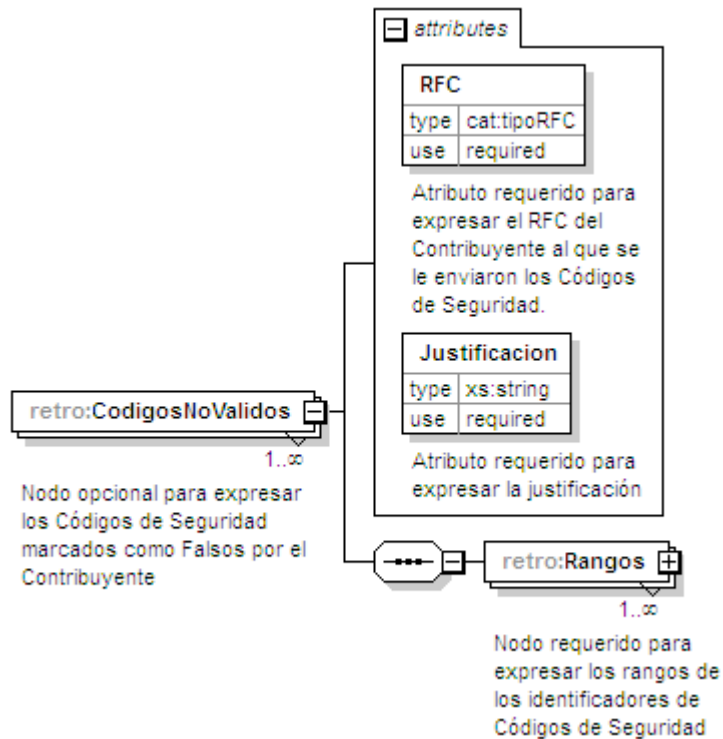 attributes
RFC
type cat:tipoRFC
use required
Atributo requerido para
expresar el RFC del
Contribuyente al que se
le enviaron los Códigos
de Seguridad.
Justificacion
type xs:string
use required
Atributo requerido para
expresar la justificación
retro:CodigosNoValidos
1..∞
Nodo opcional para expresar
los Códigos de Seguridad
marcados como Falsos por el
Contribuyente
retro:Rangos
1..∞
Nodo requerido para
expresar los rangos de
los identificadores de
Códigos de Seguridad